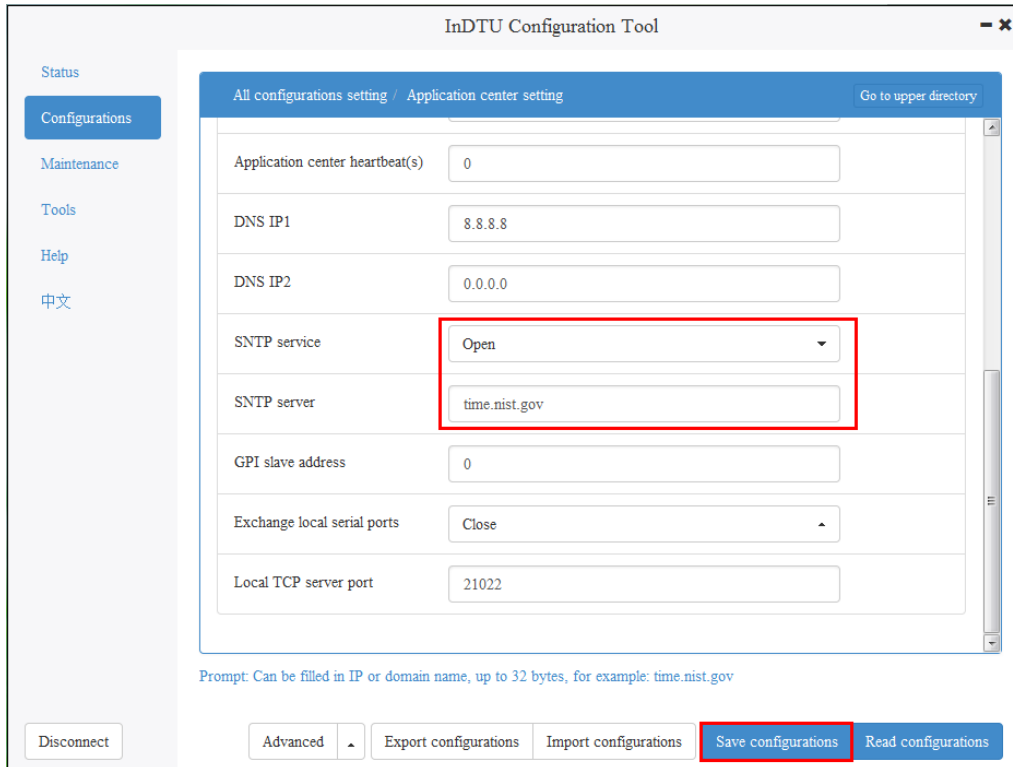 InDTU Configuration Tool
Status
Configurations
Maintenance
Tools
Help
中文
All configurations setting / Application center setting
Go to upper directory
Application center heartbeat(s) 0
DNS IP1 8.8.8.8
DNS IP2 0.0.0.0
SNTP service Open
SNTP server time.nist.gov
GPI slave address 0
Exchange local serial ports Close
Local TCP server port 21022
Prompt: Can be filled in IP or domain name, up to 32 bytes, for example: time.nist.gov
Disconnect Advanced Export configurations Import configurations Save configurations Read configurations